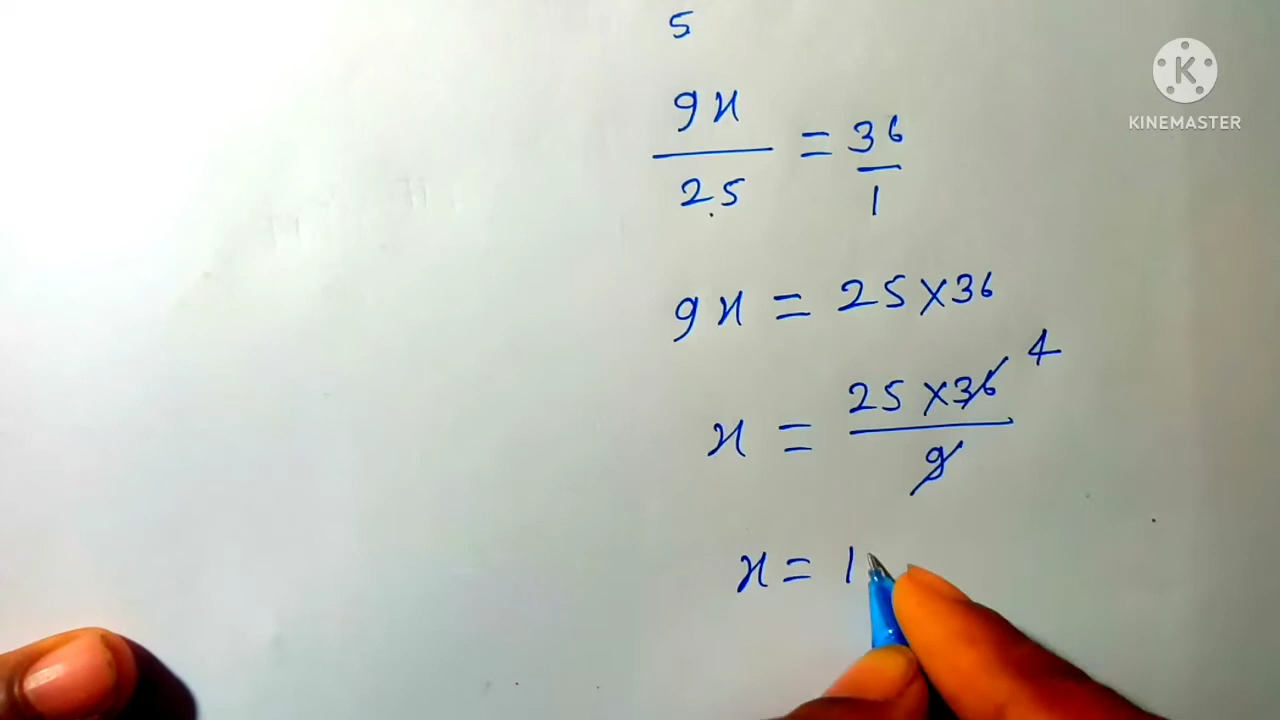 5
9x/25 = 36/1
9x = 25×36
x = 25×36/9 4
x = 1
KINEMASTER